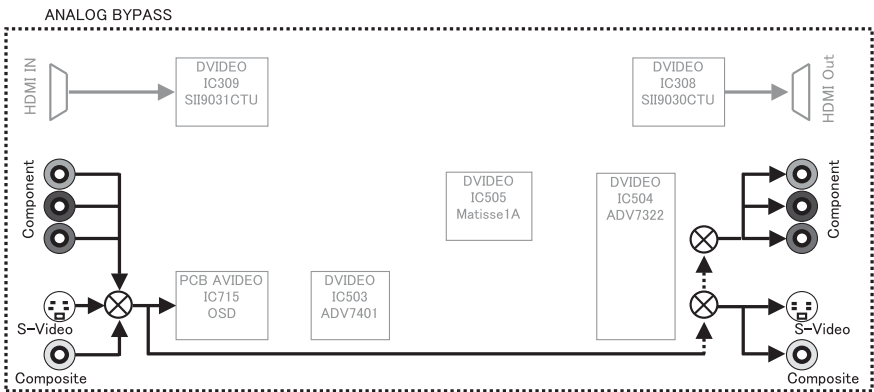 ANALOG BYPASS
HDMI IN
DVIDEO
IC309
SII9031CTU
DVIDEO
IC308
SII9030CTU
HDMI Out
Component
DVIDEO
IC505
Matisse1A
DVIDEO
IC504
ADV7322
Component
PCB AVIDEO
IC715
OSD
DVIDEO
IC503
ADV7401
S-Video
S-Video
Composite
Composite